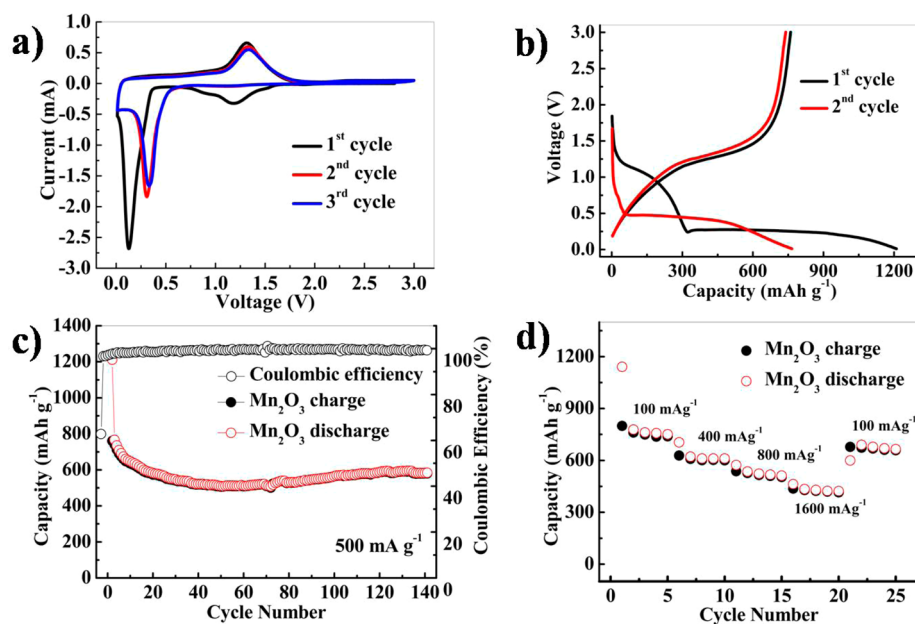 a)
1.0
0.5
0.0
-0.5
-1.0
-1.5
-2.0
-2.5
-3.0
Current (mA)
1st cycle
2nd cycle
3rd cycle
0.0 0.5 1.0 1.5 2.0 2.5 3.0
Voltage (V)
b)
3.0
2.5
2.0
1.5
1.0
0.5
0.0
Voltage (V)
1st cycle
2nd cycle
0 300 600 900 1200
Capacity (mAh g-1)
c)
1400
1200
1000
800
600
400
200
0
Capacity (mAh g-1)
Coulombic efficiency
Mn2O3 charge
Mn2O3 discharge
500 mA g-1
100
80
60
40
20
0
Coulombic Efficiency (%)
0 20 40 60 80 100 120 140
Cycle Number
d)
1200
900
600
300
0
Capacity (mAh g-1)
Mn2O3 charge
Mn2O3 discharge
100 mAg-1
400 mAg-1
800 mAg-1
1600 mAg-1
100 mAg-1
0 5 10 15 20 25
Cycle Number